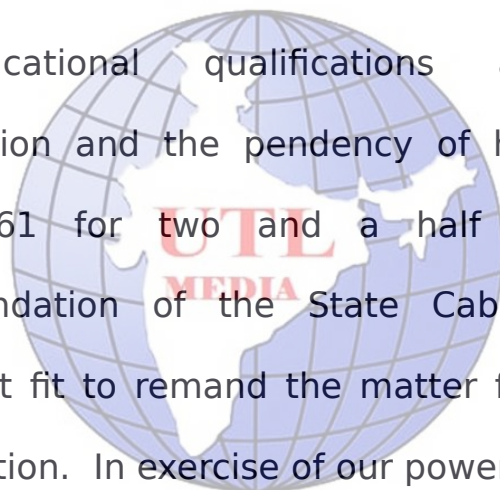 cational qualifications
ion and the pendency of
61 for two and a half
UTL
MEDIA
ndation of the State Cab
t fit to remand the matter
tion. In exercise of our power